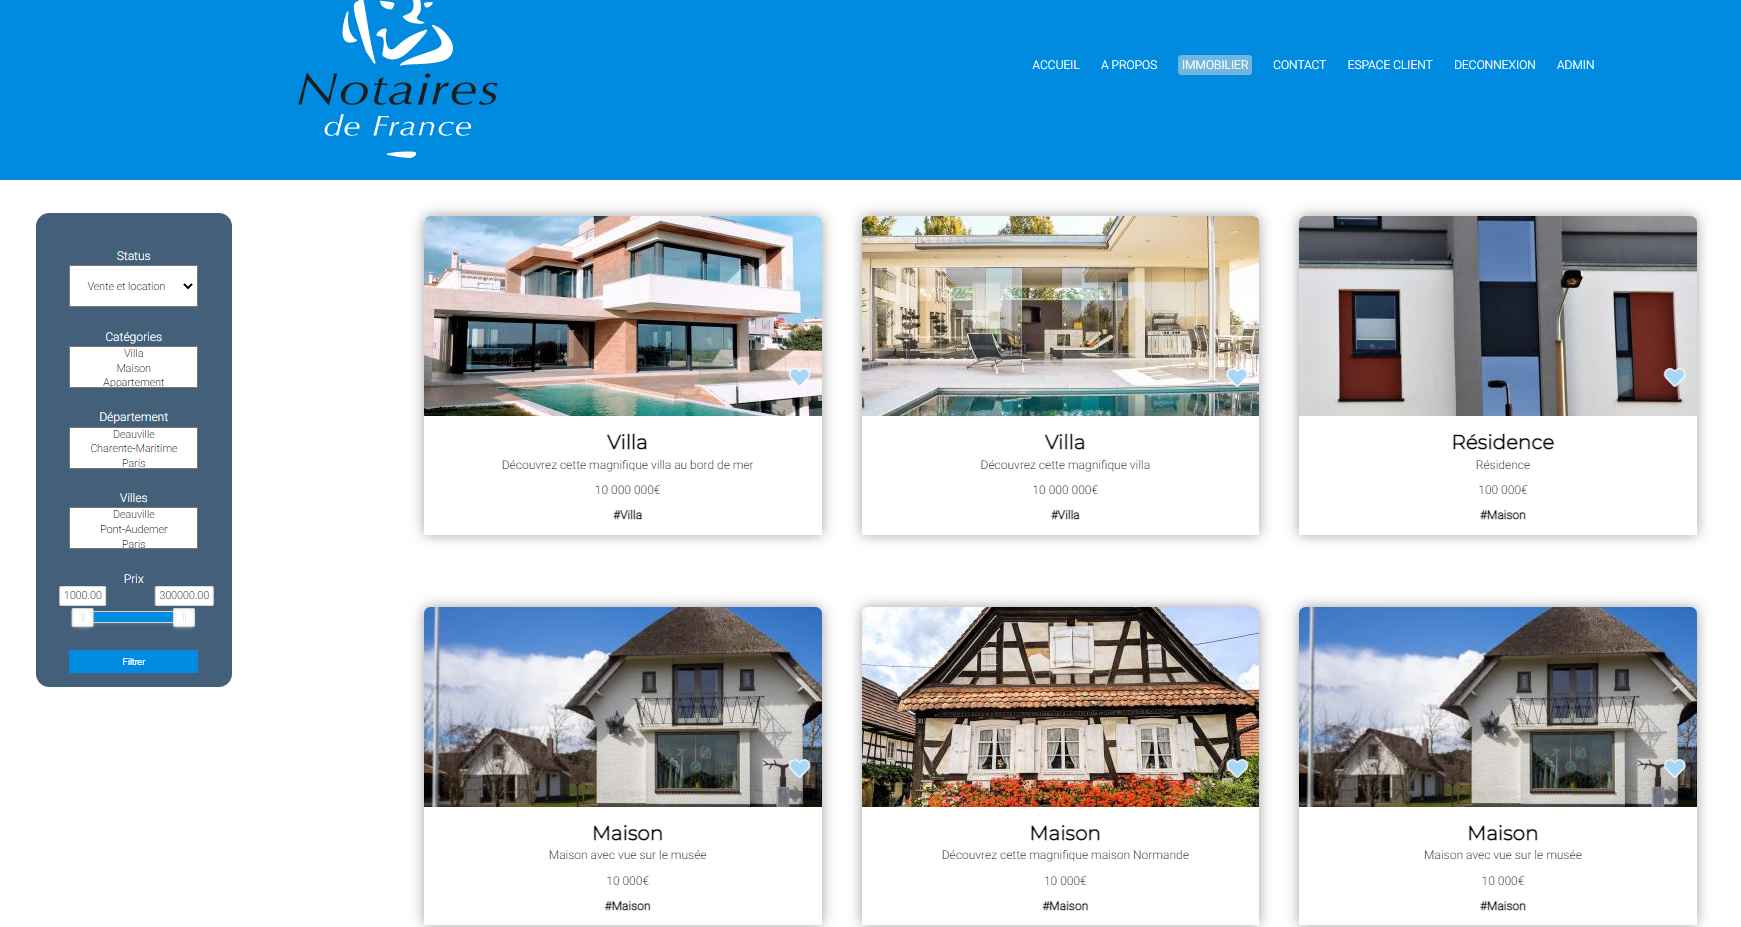 Notaires
de France
ACCUEIL
A PROPOS
IMMOBILIER
CONTACT
ESPACE CLIENT
DECONNEXION
ADMIN
Status
Vente et location
Catégories
Villa
Maison
Appartement
Département
Deauville
Charente-Maritime
Paris
Villes
Deauville
Pont-Audemer
Paris
Prix
1000.00
300000.00
Filtrer
Villa
Découvrez cette magnifique villa au bord de mer
10 000 000€
#Villa
Villa
Découvrez cette magnifique villa
10 000 000€
#Villa
Résidence
Résidence
100 000€
#Maison
Maison
Maison avec vue sur le musée
10 000€
#Maison
Maison
Découvrez cette magnifique maison Normande
10 000€
#Maison
Maison
Maison avec vue sur le musée
10 000€
#Maison